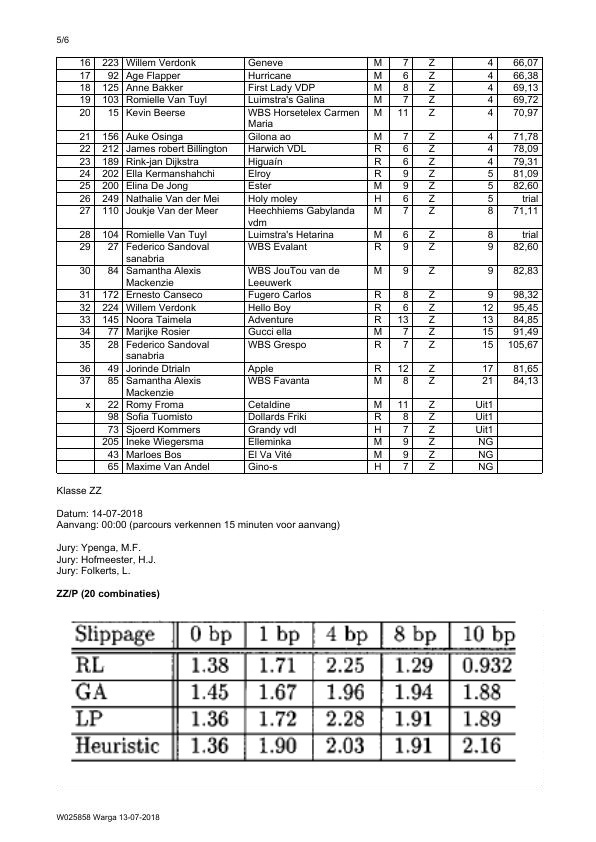 5/6
16 223 Willem Verdonk Geneve M 7 Z 4 66,07
17 92 Age Flapper Hurricane M 6 Z 4 66,38
18 125 Anne Bakker First Lady VDP M 8 Z 4 69,13
19 103 Romielle Van Tuyl Luimstra's Galina M 7 Z 4 69,72
20 15 Kevin Beerse WBS Horsetelex Carmen M 11 Z 4 70,97
Maria
21 156 Auke Osinga Gilona ao M 7 Z 4 71,78
22 212 James robert Billington Harwich VDL R 6 Z 4 78,09
23 189 Rink-jan Dijkstra Higuaín R 6 Z 4 79,31
24 202 Ella Kermanshahchi Elroy R 9 Z 5 81,09
25 200 Elina De Jong Ester M 9 Z 5 82,60
26 249 Nathalie Van der Mei Holy moley H 6 Z 5 trial
27 110 Joukje Van der Meer Heechhiems Gabylanda M 7 Z 8 71,11
vdm
28 104 Romielle Van Tuyl Luimstra's Hetarina M 6 Z 8 trial
29 27 Federico Sandoval WBS Evalant R 9 Z 9 82,60
sanabria
30 84 Samantha Alexis WBS JouTou van de M 9 Z 9 82,83
Mackenzie Leeuwerk
31 172 Ernesto Canseco Fugero Carlos R 8 Z 9 98,32
32 224 Willem Verdonk Hello Boy R 6 Z 12 95,45
33 145 Noora Taimela Adventure R 13 Z 13 84,85
34 77 Marijke Rosier Gucci ella M 7 Z 15 91,49
35 28 Federico Sandoval WBS Grespo R 7 Z 15 105,67
sanabria
36 49 Jorinde Dtrialn Apple R 12 Z 17 81,65
37 85 Samantha Alexis WBS Favanta M 8 Z 21 84,13
Mackenzie
x 22 Romy Froma Cetaldine M 11 Z Uit1
98 Sofia Tuomisto Dollards Friki R 8 Z Uit1
73 Sjoerd Kommers Grandy vdl H 7 Z Uit1
205 Ineke Wiegersma Elleminka M 9 Z NG
43 Marloes Bos El Va Vité M 9 Z NG
65 Maxime Van Andel Gino-s H 7 Z NG
Klasse ZZ
Datum: 14-07-2018
Aanvang: 00:00 (parcours verkennen 15 minuten voor aanvang)
Jury: Ypenga, M.F.
Jury: Hofmeester, H.J.
Jury: Folkerts, L.
ZZ/P (20 combinaties)
Slippage 0 bp 1 bp 4 bp 8 bp 10 bp
RL 1.38 1.71 2.25 1.29 0.932
GA 1.45 1.67 1.96 1.94 1.88
LP 1.36 1.72 2.28 1.91 1.89
Heuristic 1.36 1.90 2.03 1.91 2.16
W025858 Warga 13-07-2018